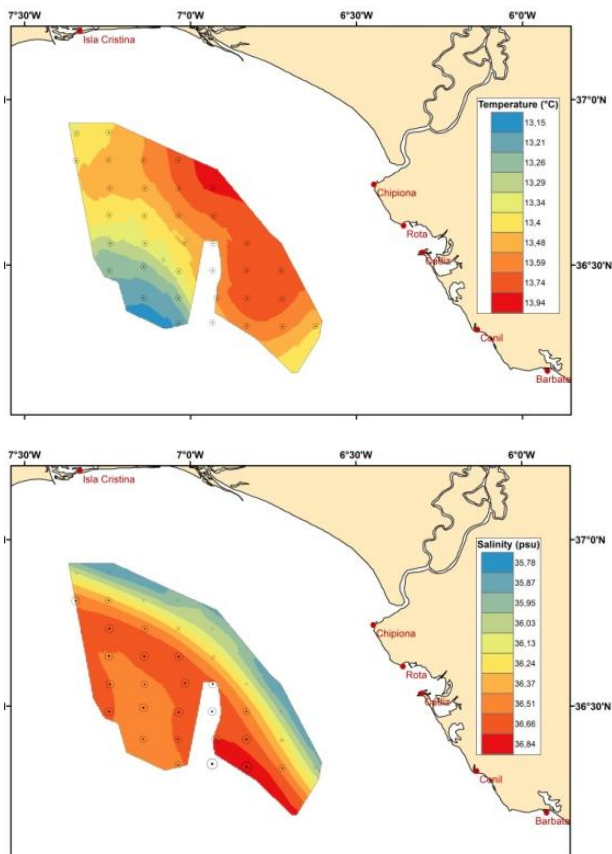 7°30'W 7°0'W 6°30'W 6°0'W
Isla Cristina
37°0'N
Temperature (°C)
13,15
13,21
13,26
13,29
13,34
13,4
13,48
13,59
13,74
13,94
Chipiona
Rota
Cádiz
36°30'N
Conil
Barbate
7°30'W 7°0'W 6°30'W 6°0'W
Isla Cristina
37°0'N
Salinity (psu)
35,78
35,87
35,95
36,03
36,13
36,24
36,37
36,51
36,66
36,84
Chipiona
Rota
Cádiz
36°30'N
Conil
Barbate